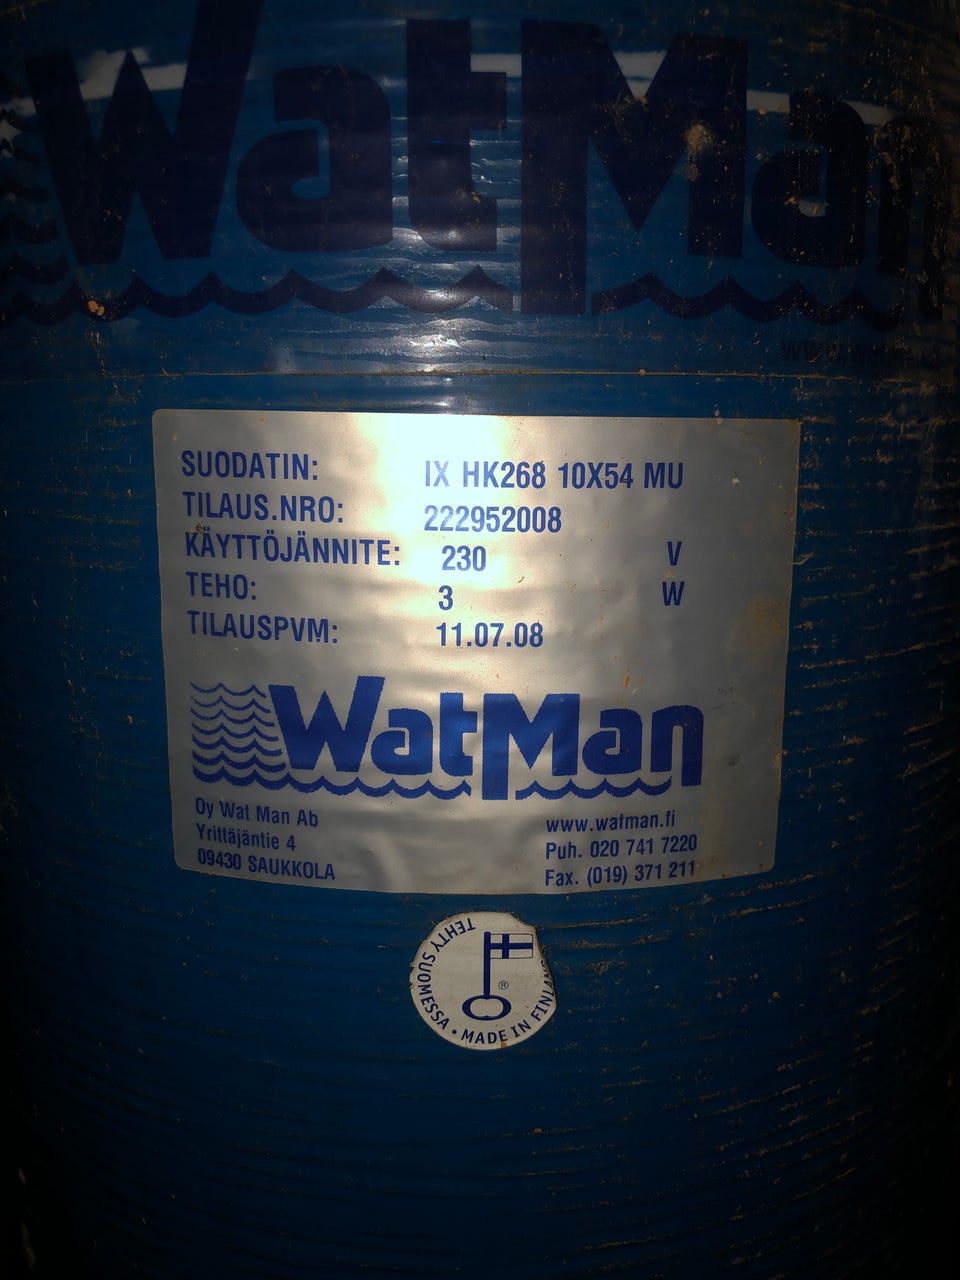 WatMan
SUODATIN: IX HK268 10X54 MU
TILAUS.NRO: 222952008
KÄYTTÖJÄNNITE: 230 V
TEHO: 3 W
TILAUSPVM: 11.07.08
WatMan
Oy Wat Man Ab
Yrittäjäntie 4
09430 SAUKKOLA
www.watman.fi
Puh. 020 741 7220
Fax. (019) 371 211
TEHTY SUOMESSA • MADE IN FINLAND
®